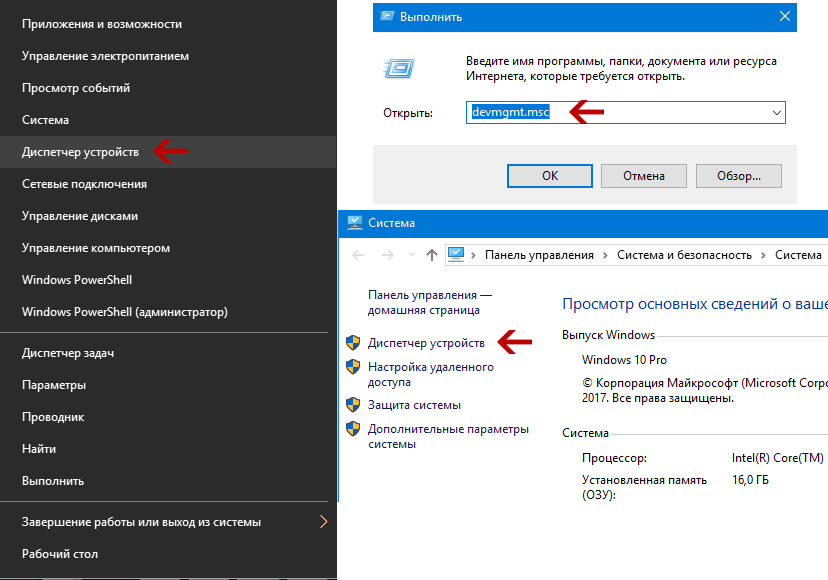 Приложения и возможности
Управление электропитанием
Просмотр событий
Система
Диспетчер устройств
Сетевые подключения
Управление дисками
Управление компьютером
Windows PowerShell
Windows PowerShell (администратор)
Диспетчер задач
Параметры
Проводник
Найти
Выполнить
Завершение работы или выход из системы
Рабочий стол
Выполнить
Введите имя программы, папки, документа или ресурса
Интернета, которые требуется открыть.
Открыть:
devmgmt.msc
ОК
Отмена
Обзор...
Система
Панель управления
Система и безопасность
Система
Панель управления —
домашняя страница
Диспетчер устройств
Настройка удаленного
доступа
Защита системы
Дополнительные параметры
системы
Просмотр основных сведений о ваше
Выпуск Windows
Windows 10 Pro
© Корпорация Майкрософт (Microsoft Corpo
2017. Все права защищены.
Система
Процессор:
Intel(R) Core(TM)
Установленная память
(ОЗУ):
16,0 ГБ